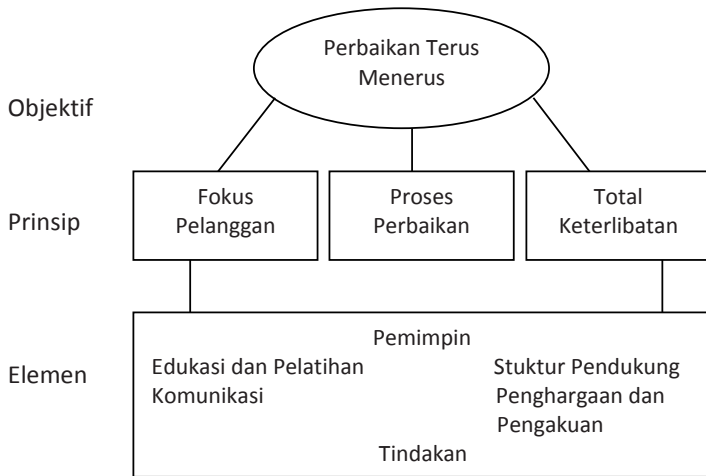 Perbaikan Terus
Menerus
Objektif
Prinsip
Fokus
Pelanggan
Proses
Perbaikan
Total
Keterlibatan
Elemen
Pemimpin
Edukasi dan Pelatihan
Komunikasi
Stuktur Pendukung
Penghargaan dan
Pengakuan
Tindakan